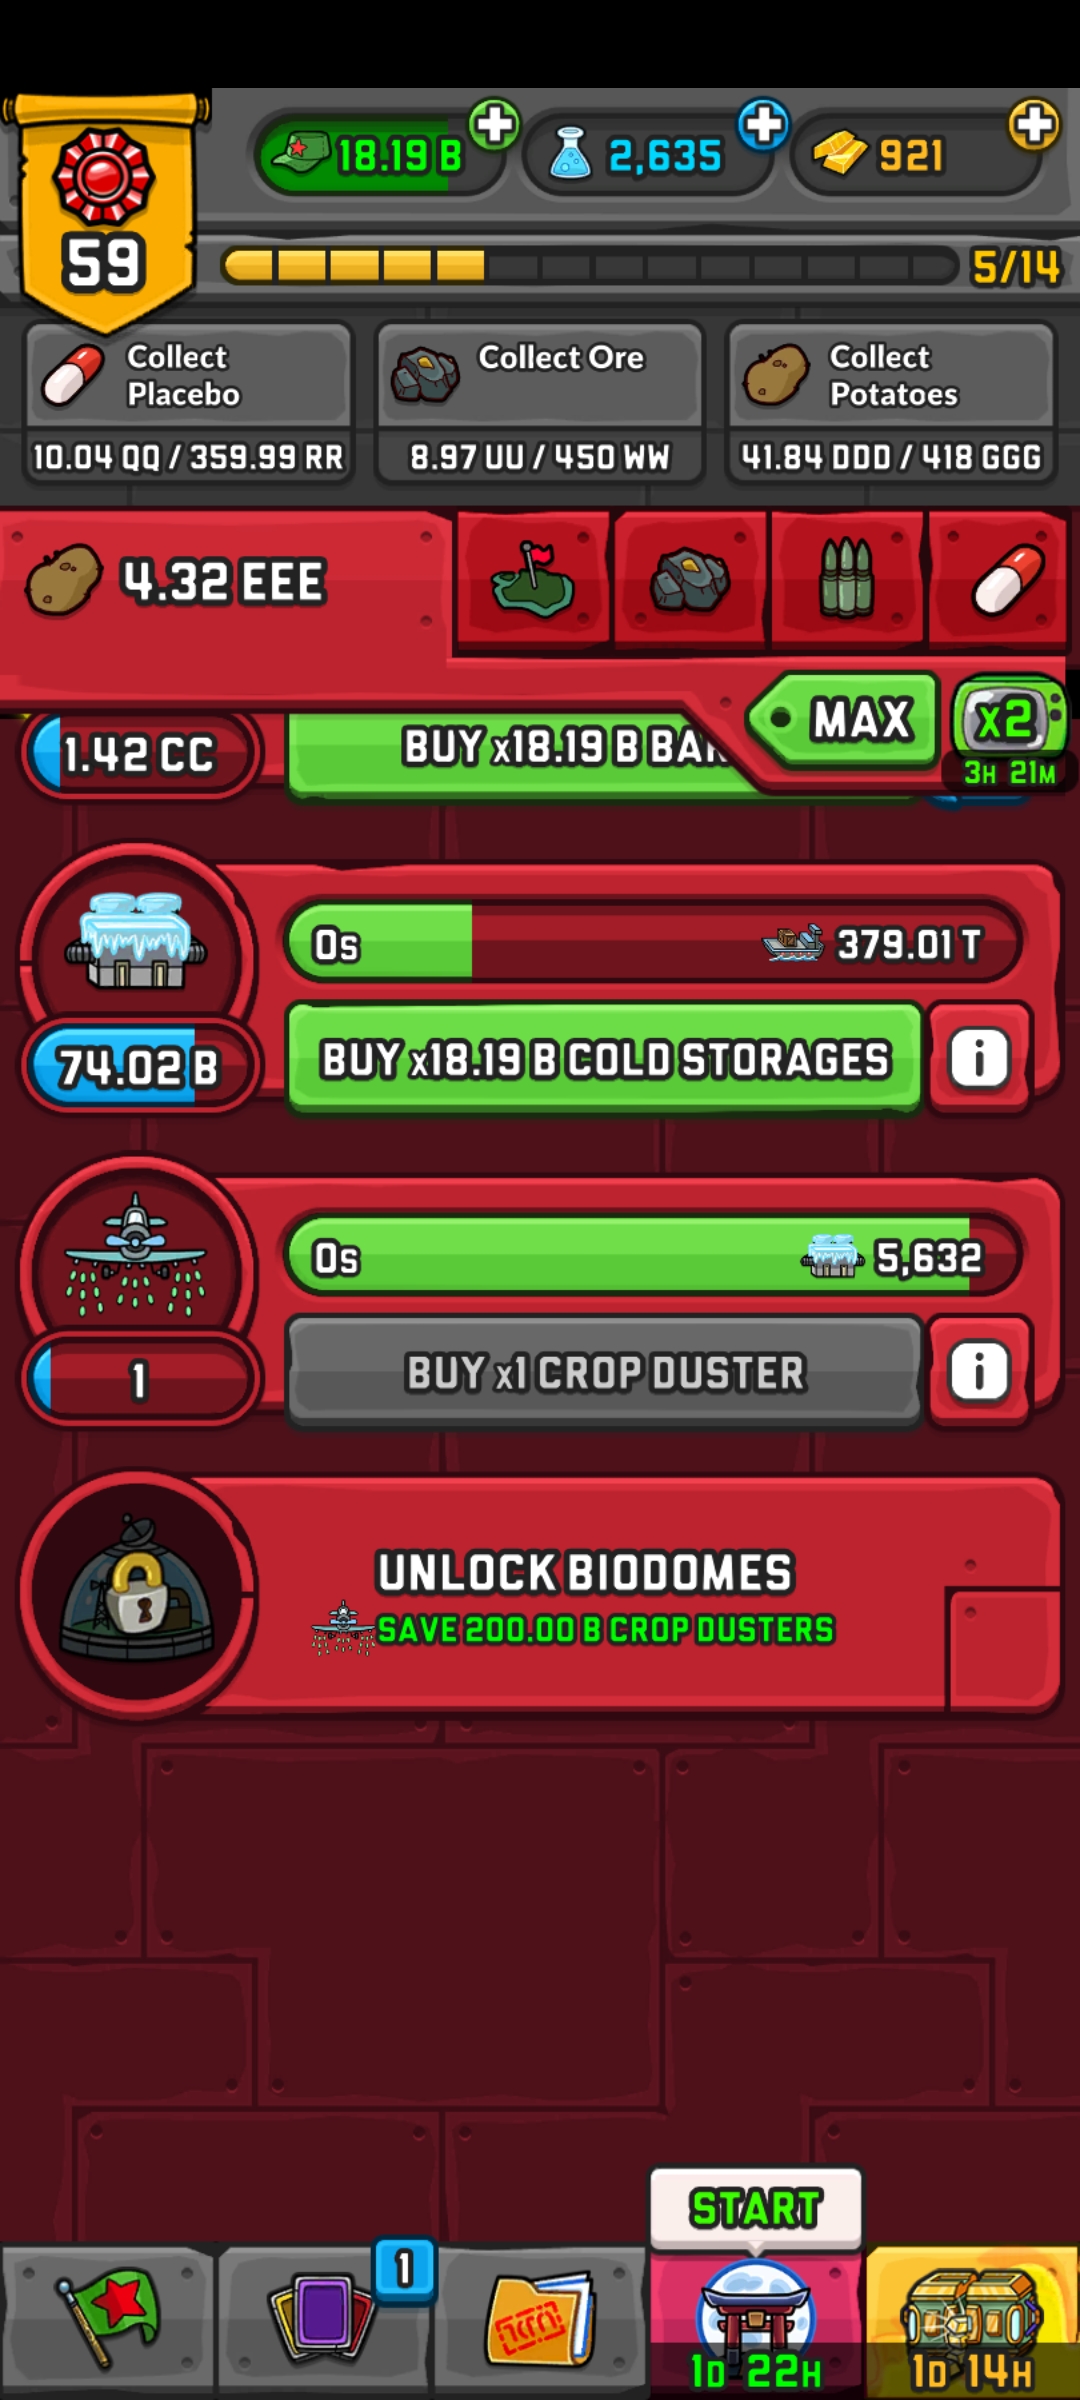 18.19 B
2,635
921
59
5/14
Collect
Placebo
10.04 QQ / 359.99 RR
Collect Ore
8.97 UU / 450 WW
Collect
Potatoes
41.84 DDD / 418 GGG
4.32 EEE
MAX
x2
3H 21M
1.42 CC
BUY x18.19 B
0s
379.01 T
74.02 B
BUY x18.19 B COLD STORAGES
i
0s
5,632
1
BUY x1 CROP DUSTER
i
UNLOCK BIODOMES
SAVE 200.00 B CROP DUSTERS
START
1
1D 22H
1D 14H